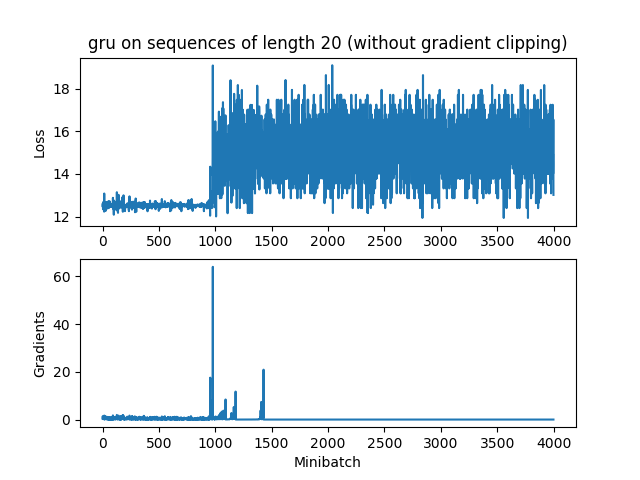 gru on sequences of length 20 (without gradient clipping)
18
16
14
12
Loss
0 500 1000 1500 2000 2500 3000 3500 4000
60
40
20
0
Gradients
0 500 1000 1500 2000 2500 3000 3500 4000
Minibatch